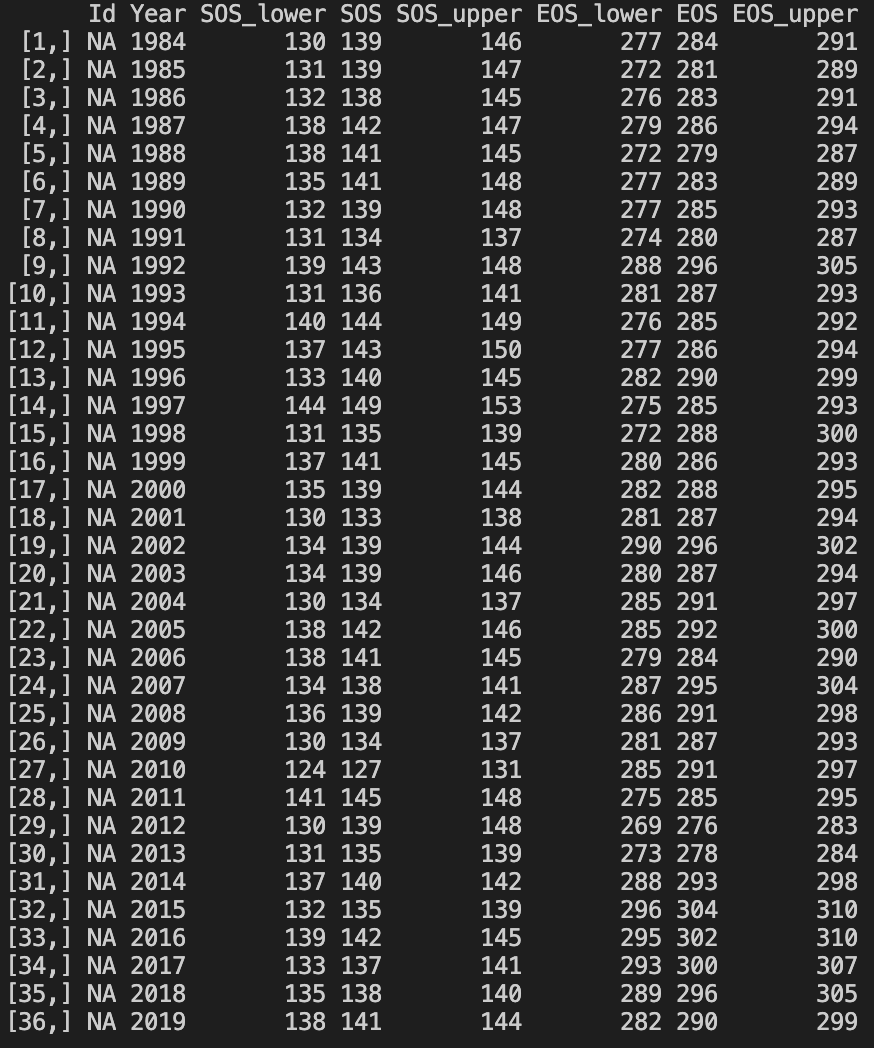 Id Year SOS_lower SOS SOS_upper EOS_lower EOS EOS_upper
[1,] NA 1984 130 139 146 277 284 291
[2,] NA 1985 131 139 147 272 281 289
[3,] NA 1986 132 138 145 276 283 291
[4,] NA 1987 138 142 147 279 286 294
[5,] NA 1988 138 141 145 272 279 287
[6,] NA 1989 135 141 148 277 283 289
[7,] NA 1990 132 139 148 277 285 293
[8,] NA 1991 131 134 137 274 280 287
[9,] NA 1992 139 143 148 288 296 305
[10,] NA 1993 131 136 141 281 287 293
[11,] NA 1994 140 144 149 276 285 292
[12,] NA 1995 137 143 150 277 286 294
[13,] NA 1996 133 140 145 282 290 299
[14,] NA 1997 144 149 153 275 285 293
[15,] NA 1998 131 135 139 272 288 300
[16,] NA 1999 137 141 145 280 286 293
[17,] NA 2000 135 139 144 282 288 295
[18,] NA 2001 130 133 138 281 287 294
[19,] NA 2002 134 139 144 290 296 302
[20,] NA 2003 134 139 146 280 287 294
[21,] NA 2004 130 134 137 285 291 297
[22,] NA 2005 138 142 146 285 292 300
[23,] NA 2006 138 141 145 279 284 290
[24,] NA 2007 134 138 141 287 295 304
[25,] NA 2008 136 139 142 286 291 298
[26,] NA 2009 130 134 137 281 287 293
[27,] NA 2010 124 127 131 285 291 297
[28,] NA 2011 141 145 148 275 285 295
[29,] NA 2012 130 139 148 269 276 283
[30,] NA 2013 131 135 139 273 278 284
[31,] NA 2014 137 140 142 288 293 298
[32,] NA 2015 132 135 139 296 304 310
[33,] NA 2016 139 142 145 295 302 310
[34,] NA 2017 133 137 141 293 300 307
[35,] NA 2018 135 138 140 289 296 305
[36,] NA 2019 138 141 144 282 290 299